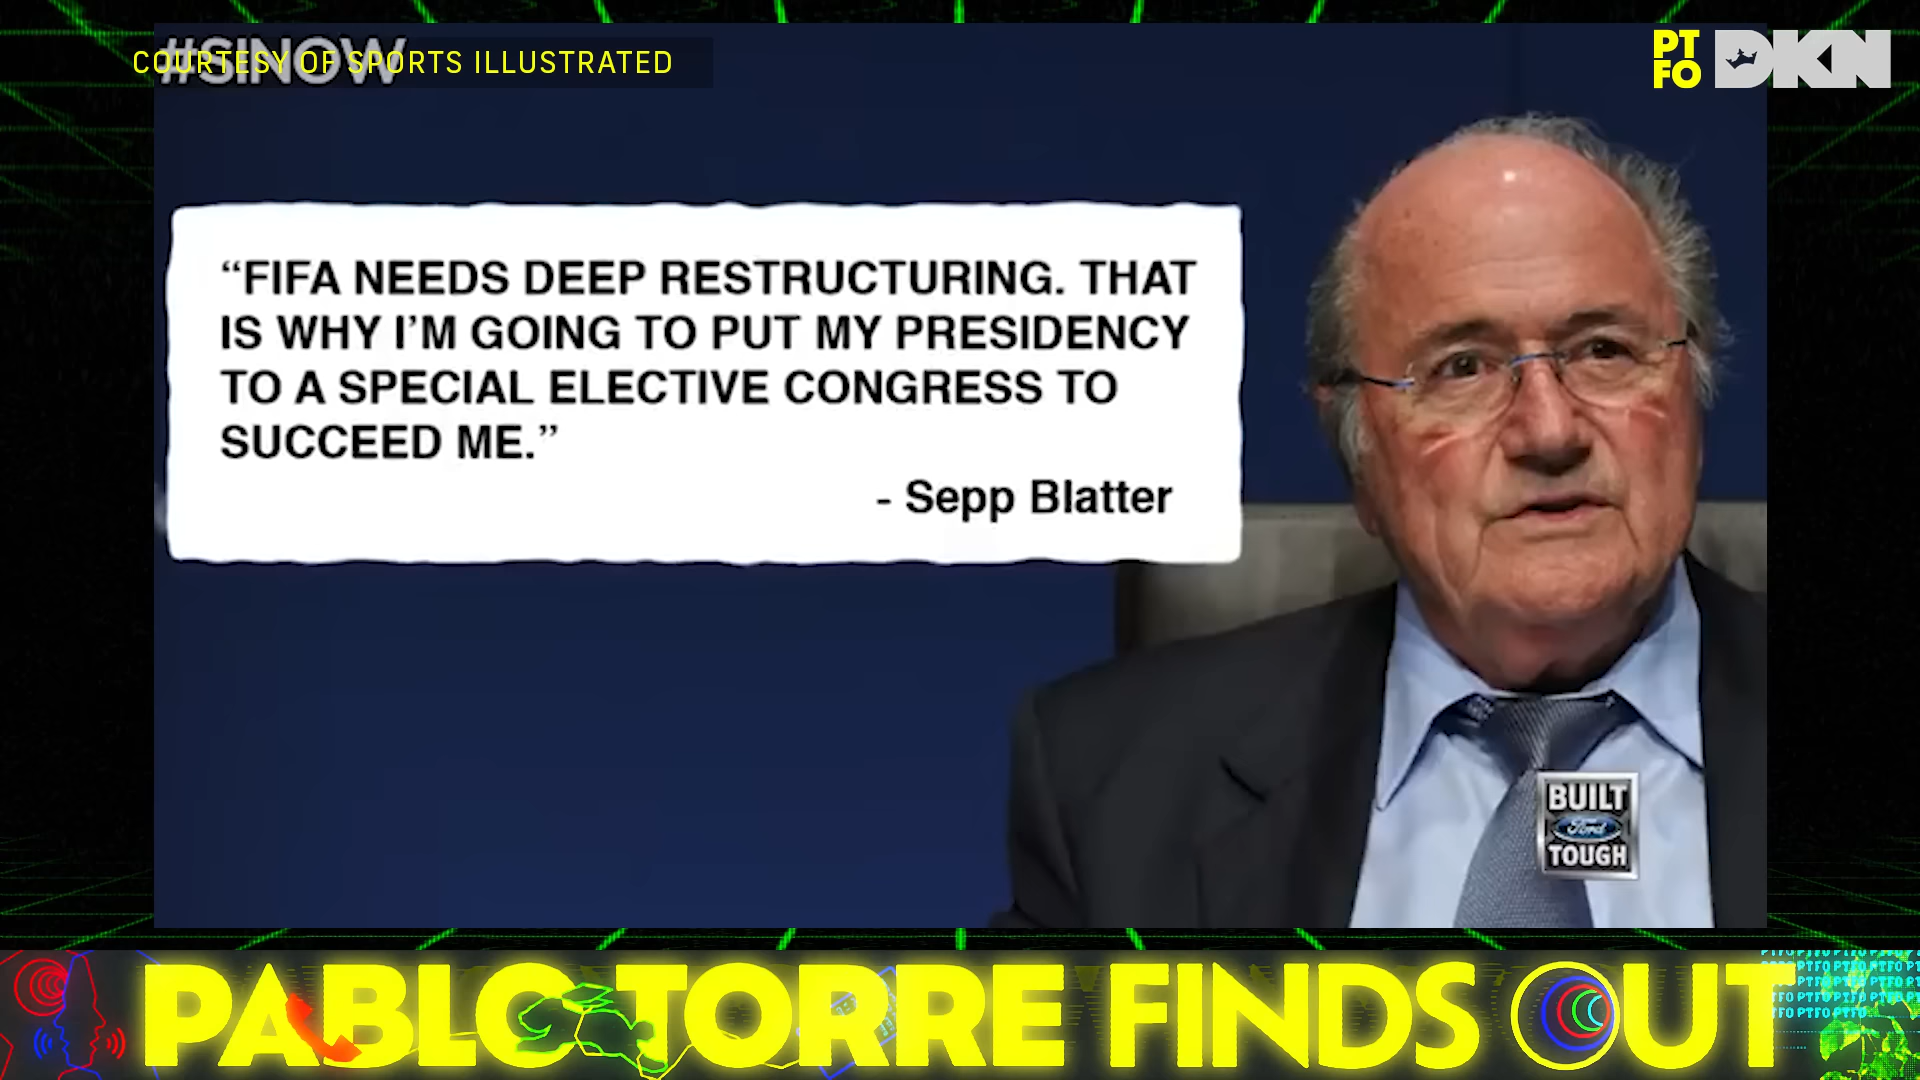 #SINOW
COURTESY OF SPORTS ILLUSTRATED
PT
FO
DKN
“FIFA NEEDS DEEP RESTRUCTURING. THAT
IS WHY I’M GOING TO PUT MY PRESIDENCY
TO A SPECIAL ELECTIVE CONGRESS TO
SUCCEED ME.”
- Sepp Blatter
BUILT
Ford
TOUGH
PABLO TORRE FINDS OUT